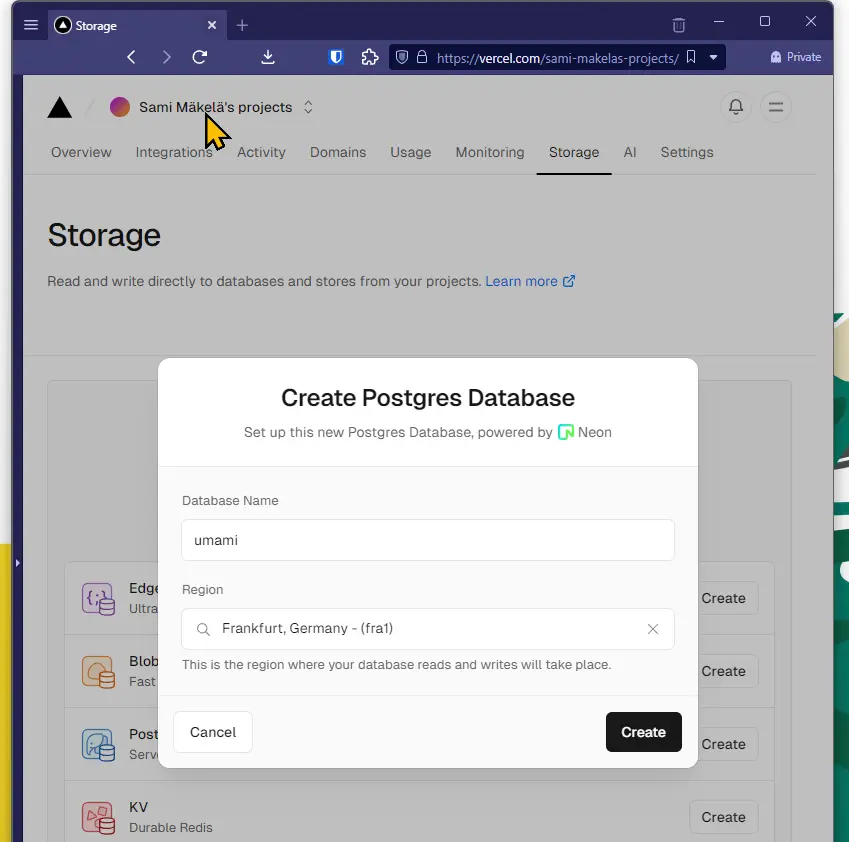 Storage
https://vercel.com/sami-makelas-projects/
Private
Sami Mäkelä's projects
Overview Integrations Activity Domains Usage Monitoring Storage AI Settings
Storage
Read and write directly to databases and stores from your projects. Learn more
Create Postgres Database
Set up this new Postgres Database, powered by Neon
Database Name
umami
Region
Frankfurt, Germany - (fra1)
This is the region where your database reads and writes will take place.
Cancel Create
Edge
Ultra
Create
Blob
Fast
Create
Post
Serv
Create
KV
Durable Redis
Create